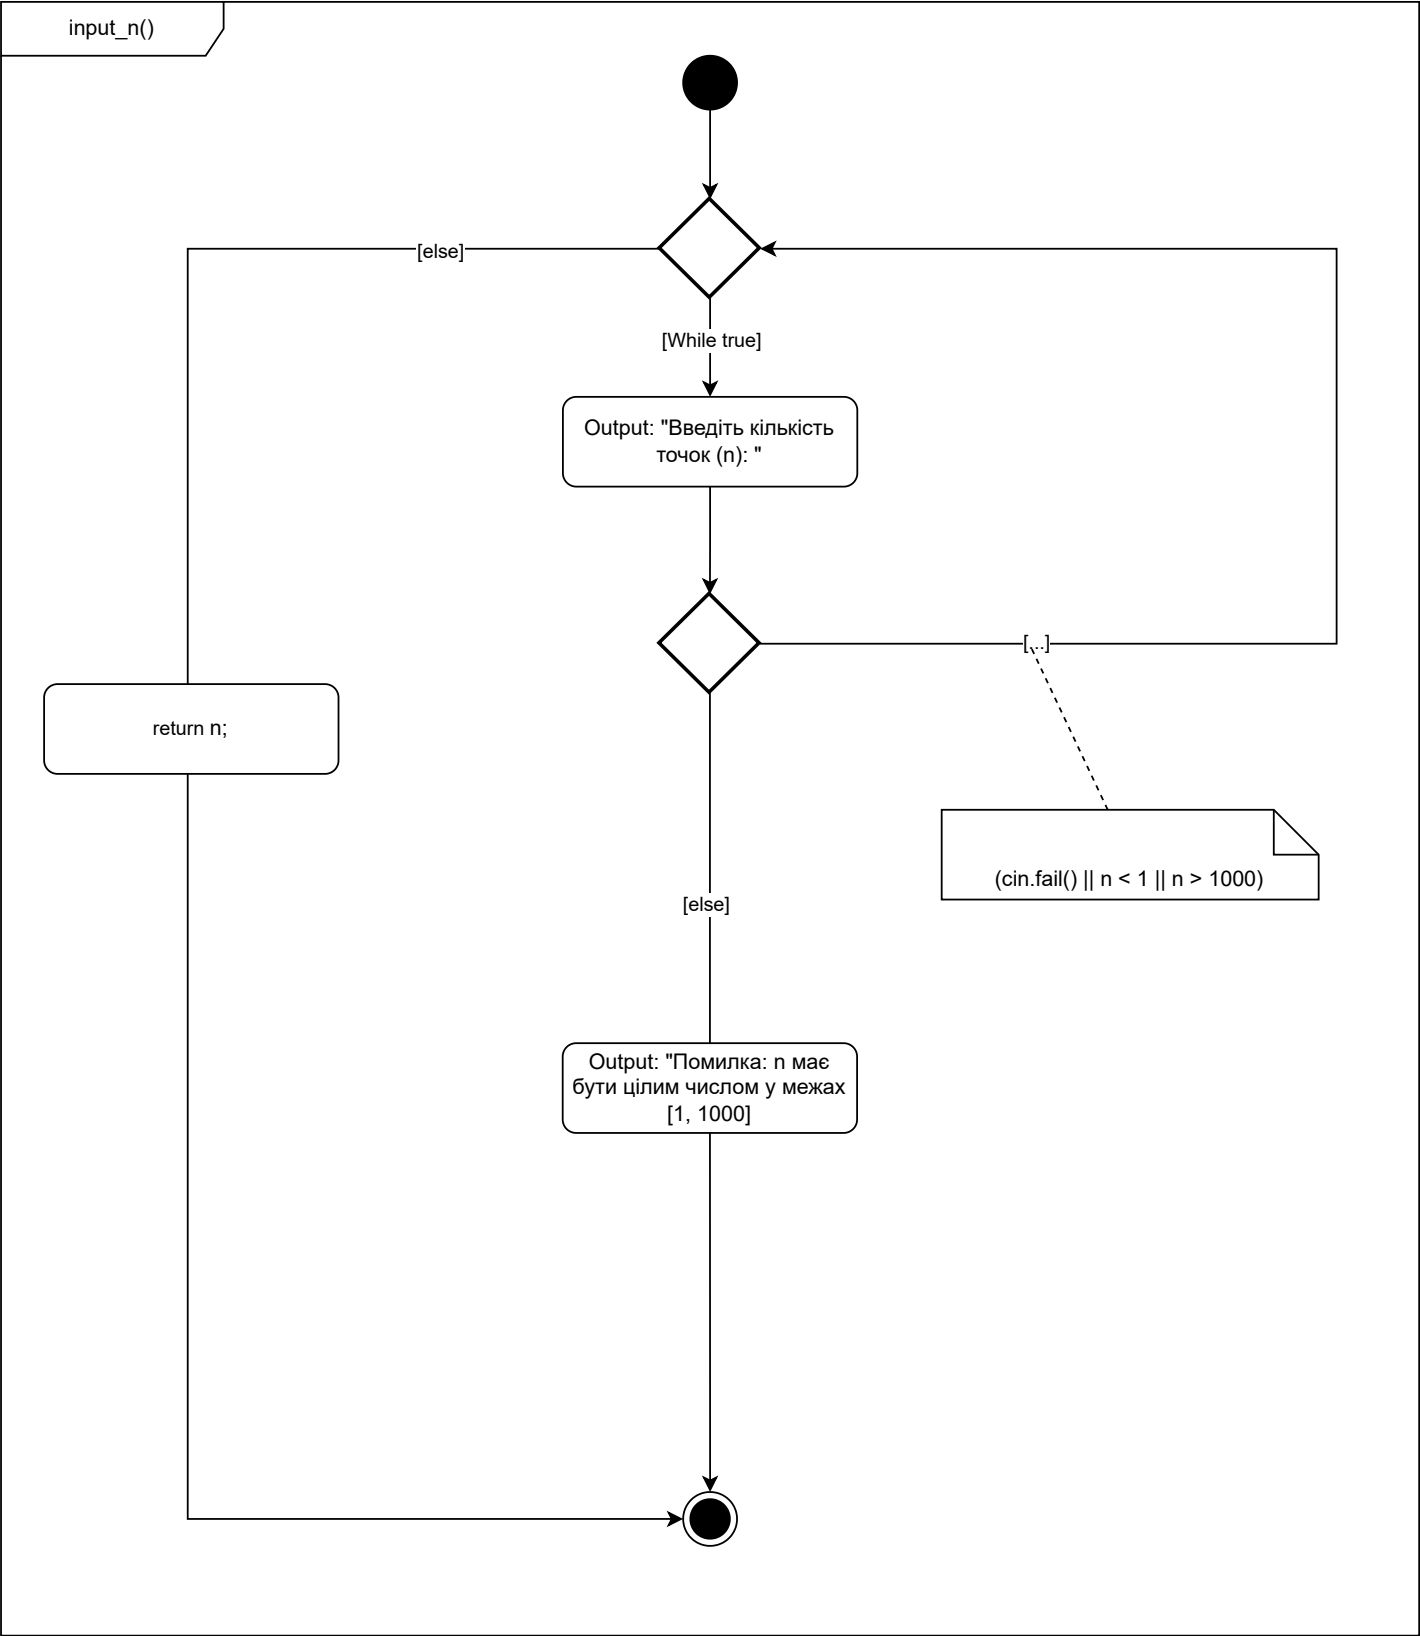 input_n()
[else]
[While true]
Output: "Введіть кількість
точок (n): "
[...]
return n;
(cin.fail() || n < 1 || n > 1000)
[else]
Output: "Помилка: n має
бути цілим числом у межах
[1, 1000]